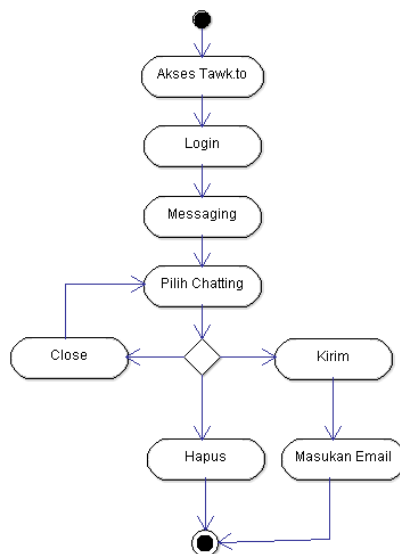 Akses Tawk.to
Login
Messaging
Pilih Chatting
Close
Kirim
Hapus
Masukan Email